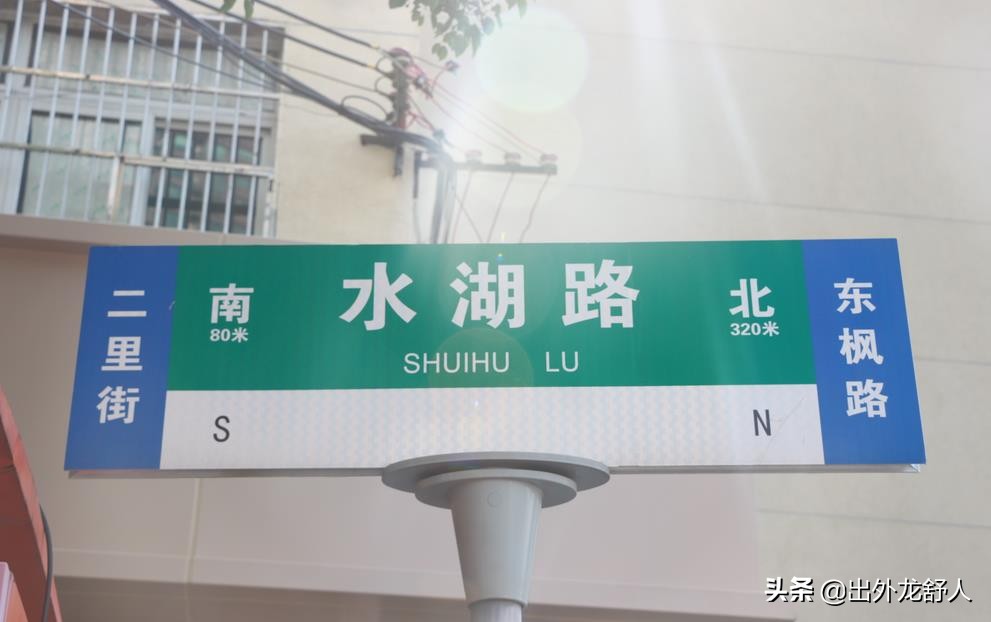 二里街
南
80米
水湖路
SHUIHU LU
北
320米
东枫路
S
N
头条 @出外龙舒人